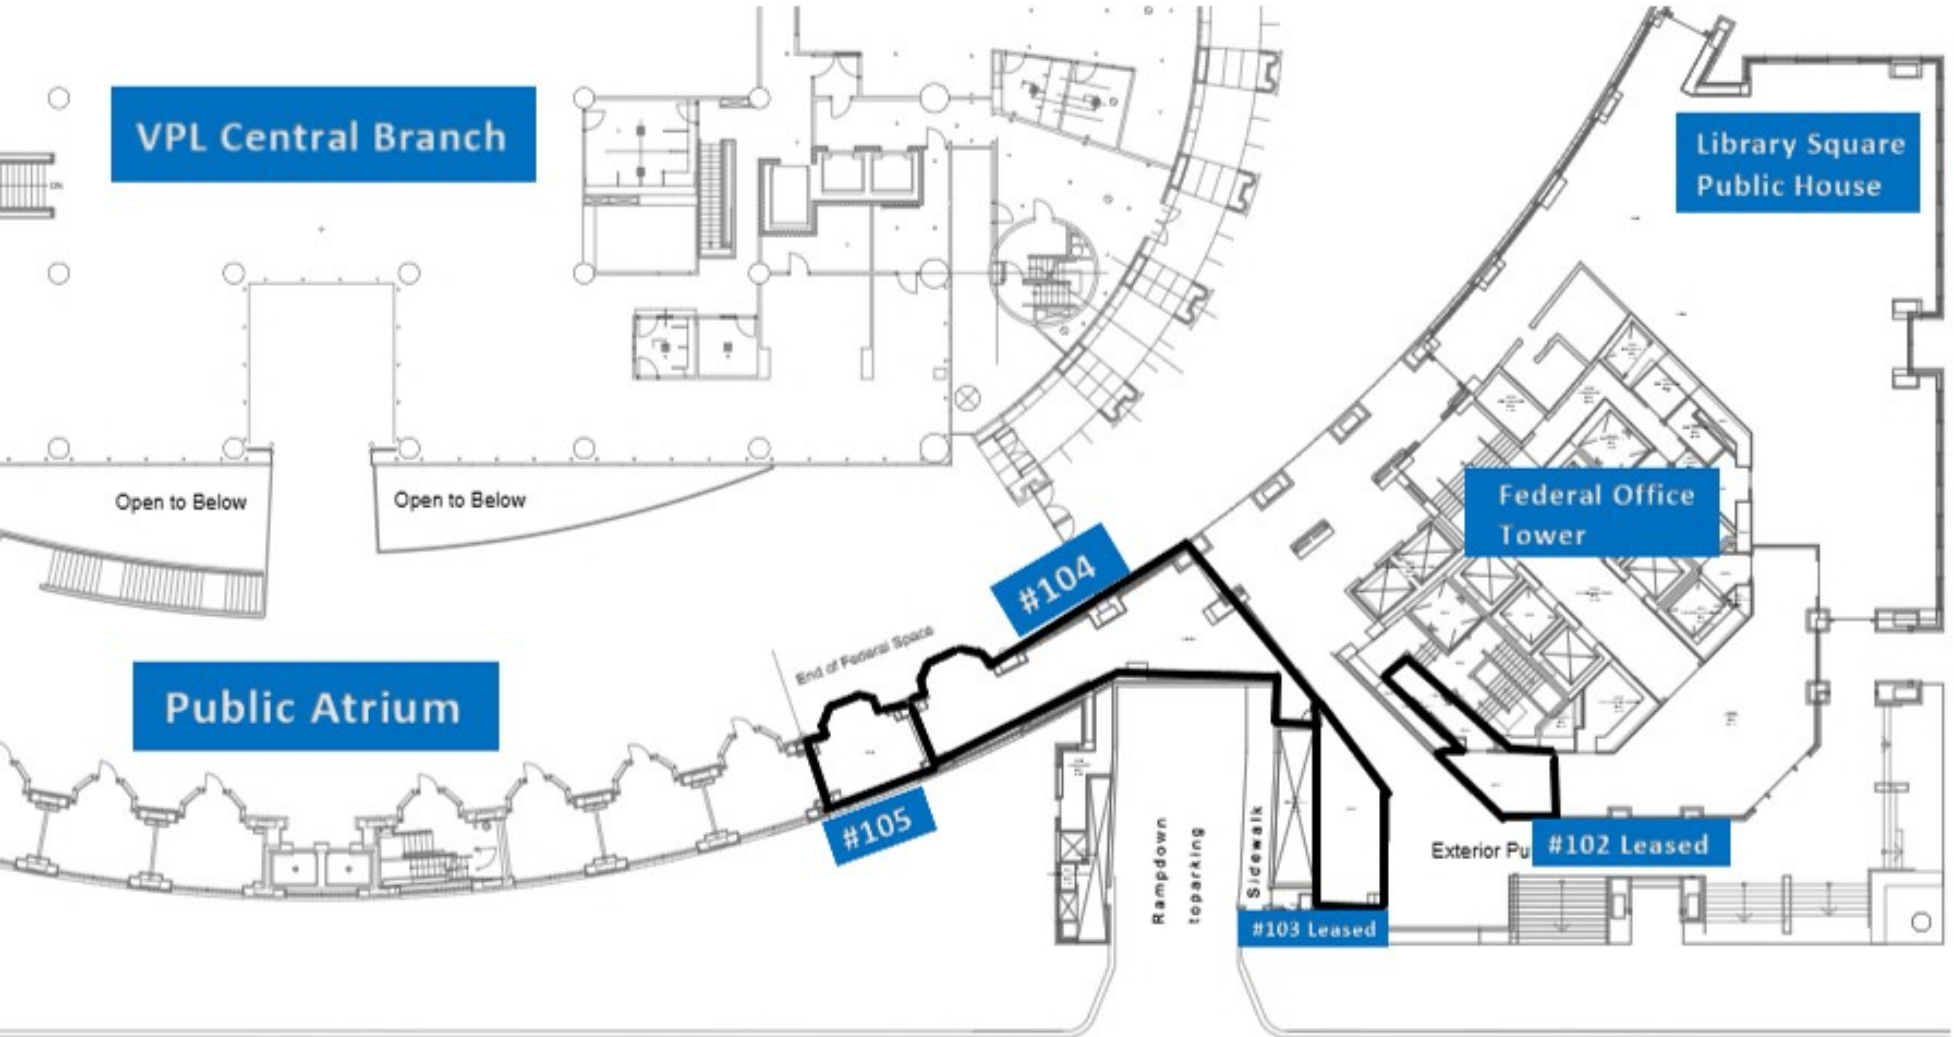 VPL Central Branch
Library Square
Public House
DN
Open to Below
Open to Below
Federal Office
Tower
#104
End of Federal Space
Public Atrium
#105
Rampdown
toparking
Sidewalk
Exterior Pu
#102 Leased
#103 Leased